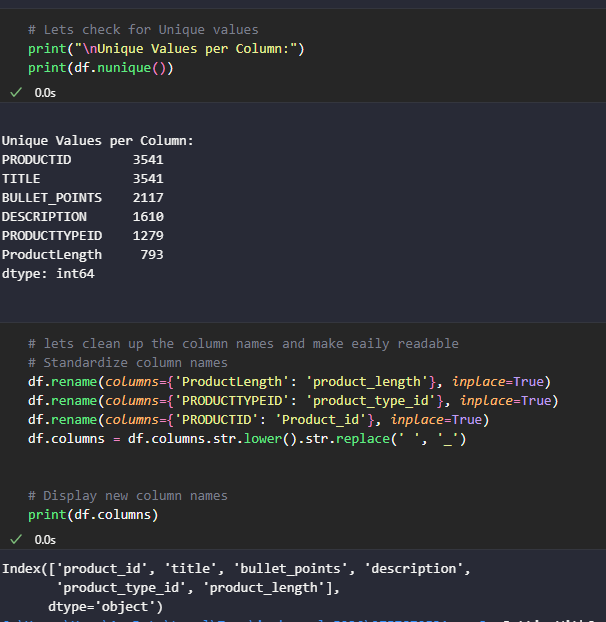 # Lets check for Unique values
print("\nUnique Values per Column:")
print(df.nunique())
✓ 0.0s
Unique Values per Column:
PRODUCTID 3541
TITLE 3541
BULLET_POINTS 2117
DESCRIPTION 1610
PRODUCTTYPEID 1279
ProductLength 793
dtype: int64
# lets clean up the column names and make eaily readable
# Standardize column names
df.rename(columns={'ProductLength': 'product_length'}, inplace=True)
df.rename(columns={'PRODUCTTYPEID': 'product_type_id'}, inplace=True)
df.rename(columns={'PRODUCTID': 'Product_id'}, inplace=True)
df.columns = df.columns.str.lower().str.replace(' ', '_')
# Display new column names
print(df.columns)
✓ 0.0s
Index(['product_id', 'title', 'bullet_points', 'description',
'product_type_id', 'product_length'],
dtype='object')